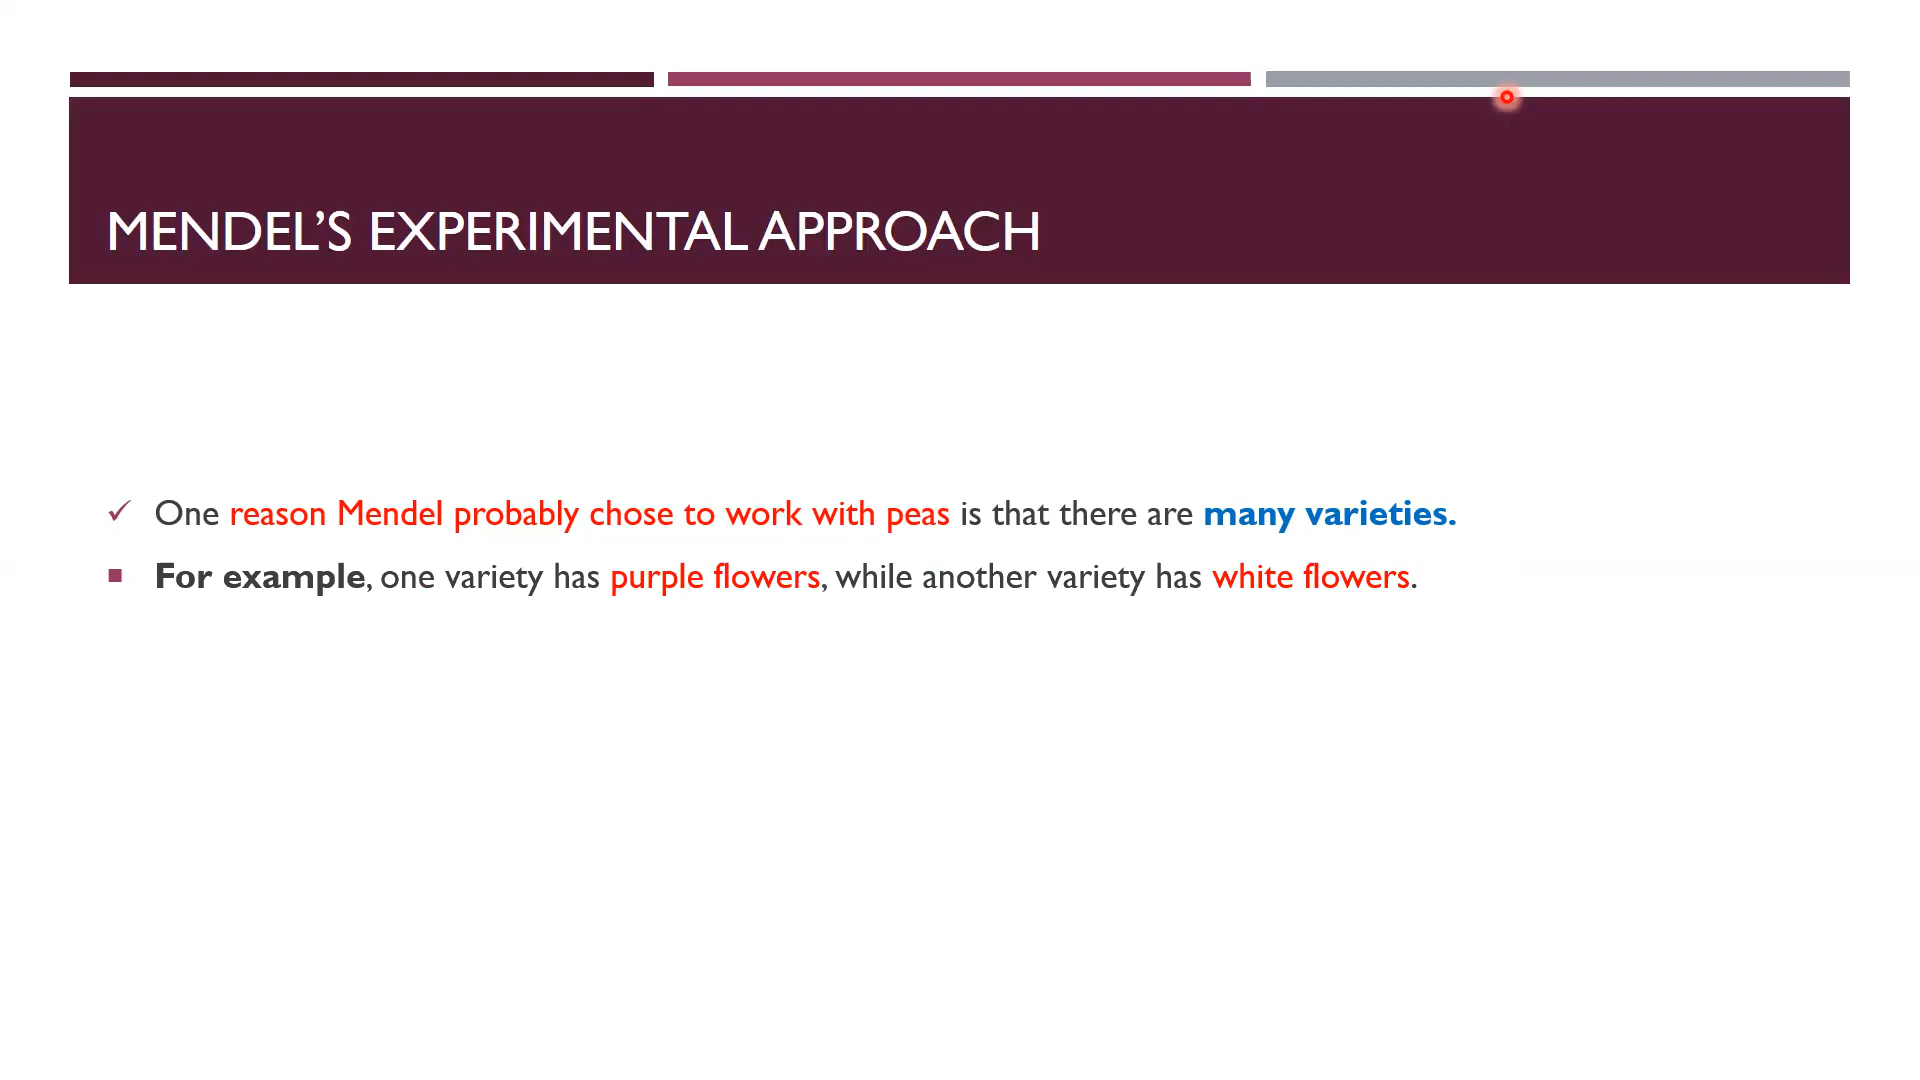 MENDEL’S EXPERIMENTAL APPROACH
One reason Mendel probably chose to work with peas is that there are many varieties.
For example, one variety has purple flowers, while another variety has white flowers.